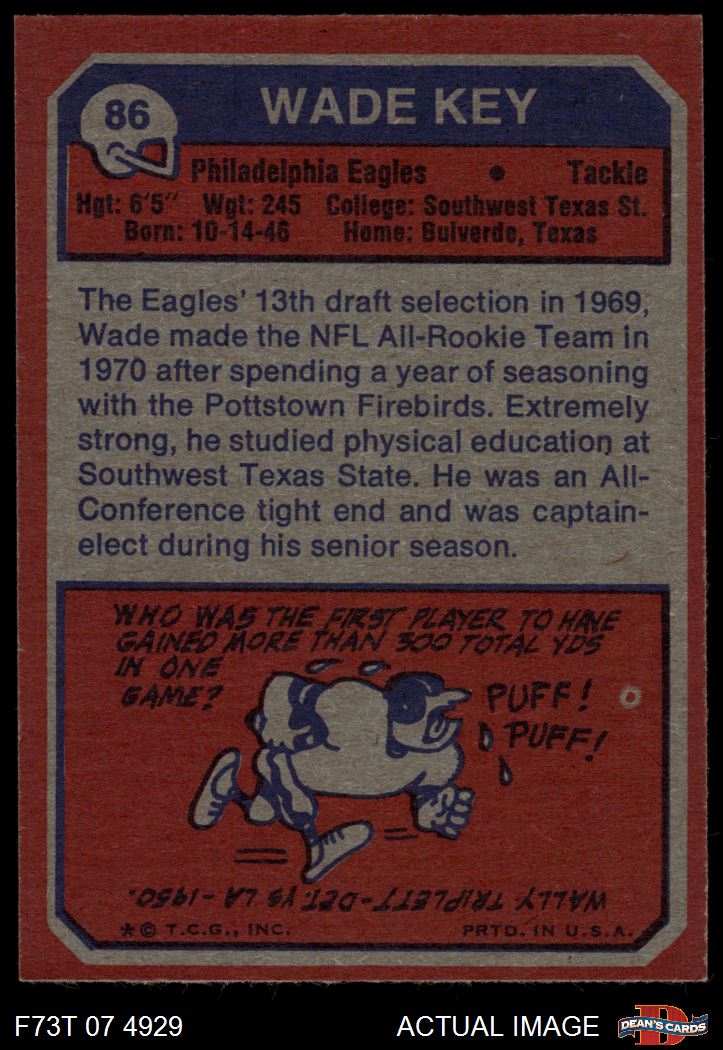 86
WADE KEY
Philadelphia Eagles • Tackle
Hgt: 6'5" Wgt: 245 College: Southwest Texas St.
Born: 10-14-46 Home: Bulverde, Texas
The Eagles' 13th draft selection in 1969,
Wade made the NFL All-Rookie Team in
1970 after spending a year of seasoning
with the Pottstown Firebirds. Extremely
strong, he studied physical education at
Southwest Texas State. He was an All-
Conference tight end and was captain-
elect during his senior season.
WHO WAS THE FIRST PLAYER TO HAVE
GAINED MORE THAN 300 TOTAL YDS
IN ONE
GAME?
PUFF!
PUFF!
WALLY TRIPLETT-DET. VS LA-1950.
*© T.C.G., INC. PRTD. IN U.S.A.
F73T 07 4929 ACTUAL IMAGE
DEAN'S CARDS